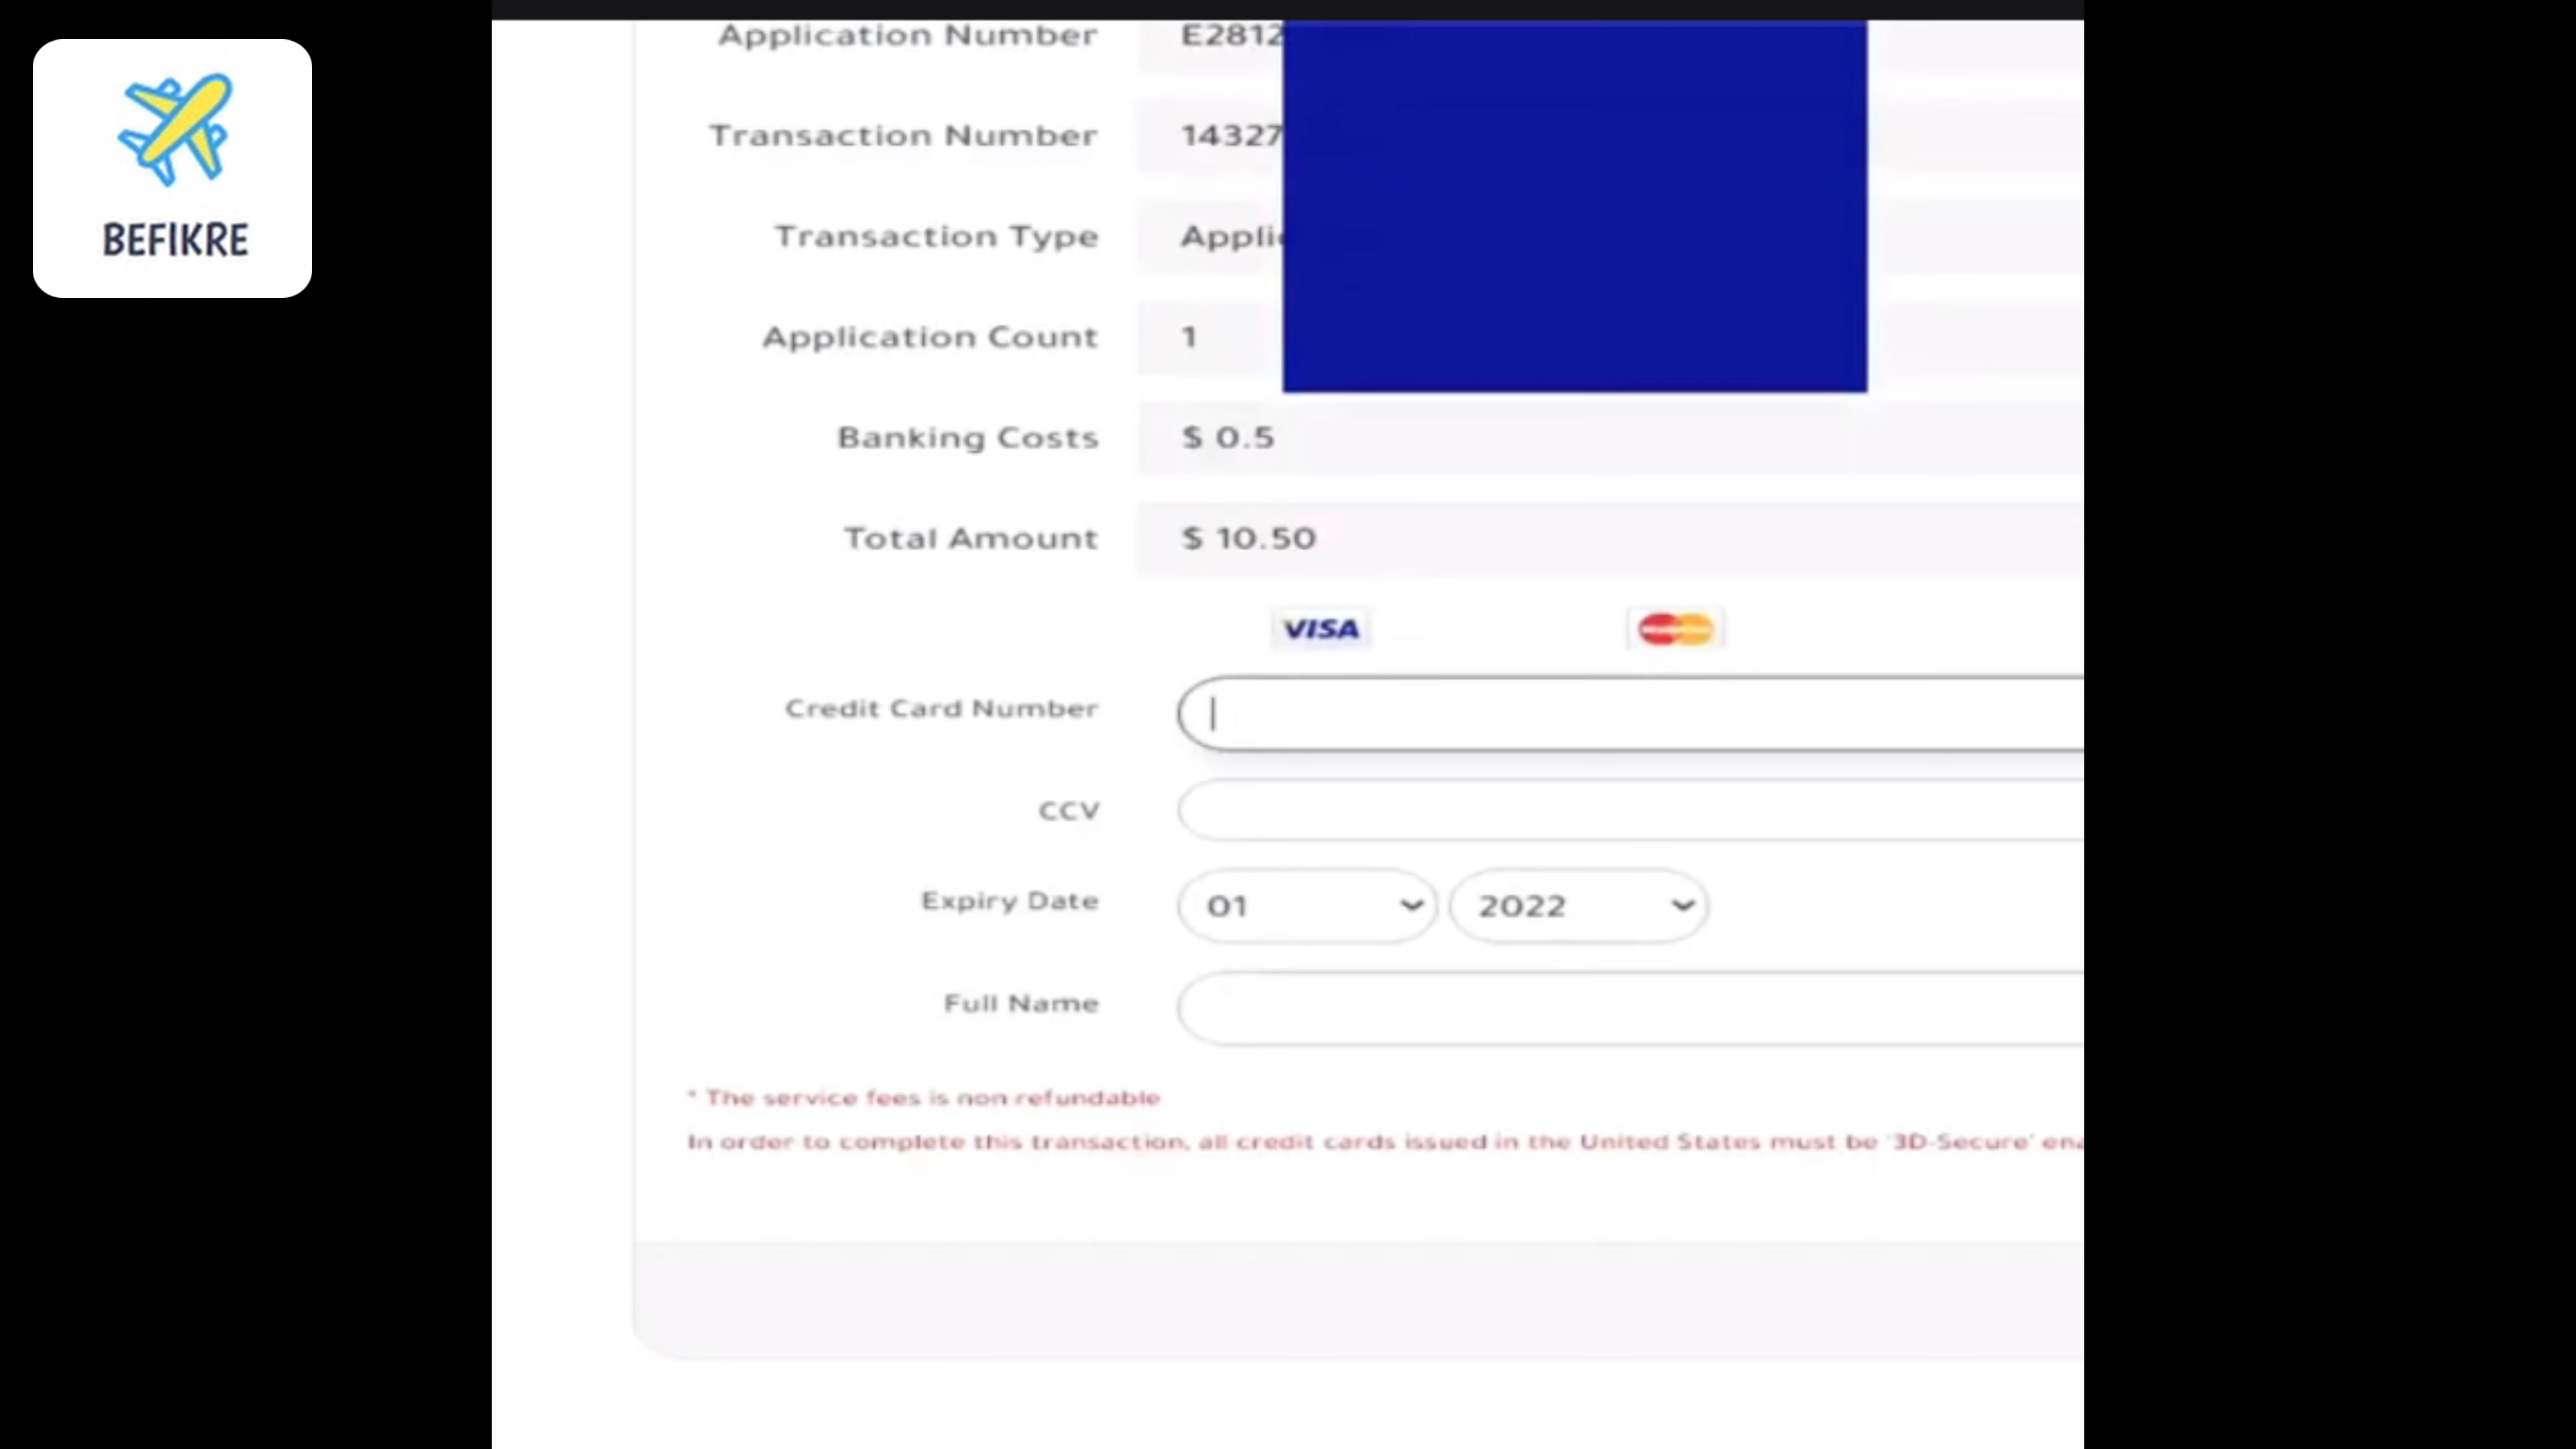 BEFIKRE
Application Number E2812
Transaction Number 14327
Transaction Type Applic
Application Count 1
Banking Costs $ 0.5
Total Amount $ 10.50
VISA
Credit Card Number
CCV
Expiry Date 01 2022
Full Name
* The service fees is non refundable
In order to complete this transaction, all credit cards issued in the United States must be '3D-Secure' ena